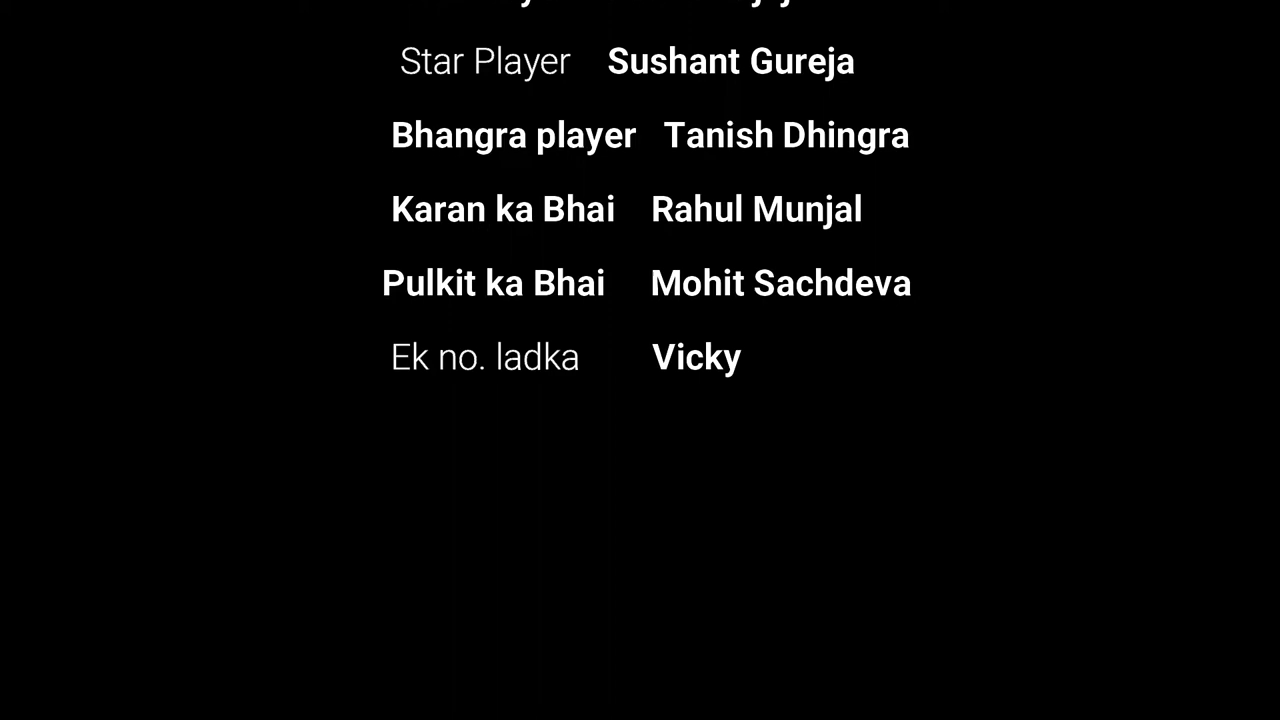 Star Player Sushant Gureja
Bhangra player Tanish Dhingra
Karan ka Bhai Rahul Munjal
Pulkit ka Bhai Mohit Sachdeva
Ek no. ladka Vicky